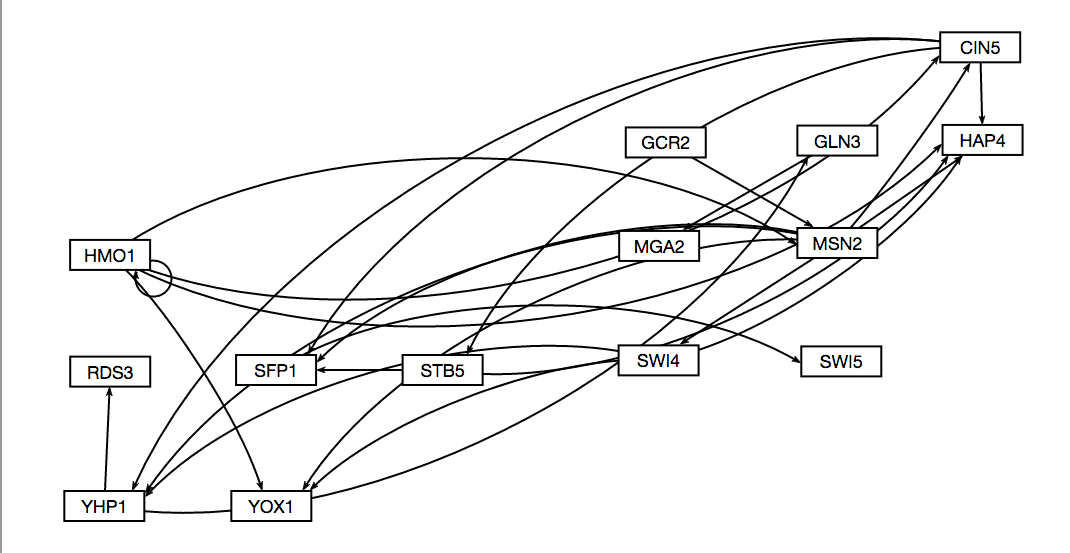 CIN5
GCR2
GLN3
HAP4
HMO1
MGA2
MSN2
RDS3
SFP1
STB5
SWI4
SWI5
YHP1
YOX1